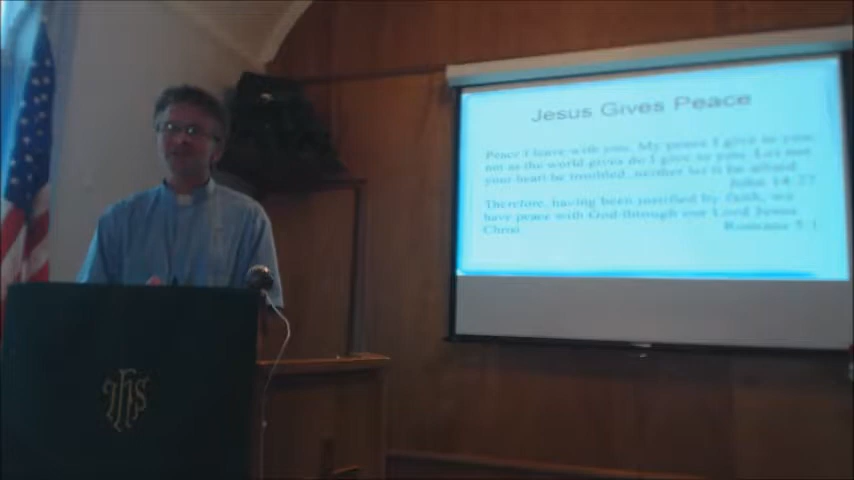 Jesus Gives Peace
Peace I leave with you, My peace I give to you;
not as the world gives do I give to you. Let not
your heart be troubled, neither let it be afraid.
John 14:27
Therefore, having been justified by faith, we
have peace with God through our Lord Jesus
Christ
Romans 5:1
IHS